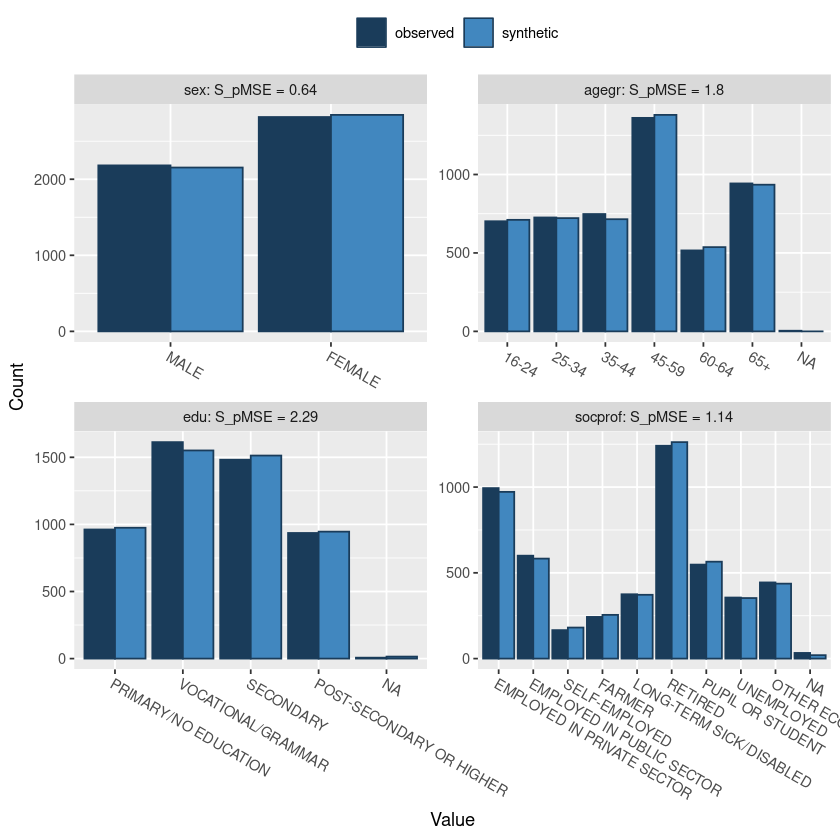 observed
synthetic
sex: S_pMSE = 0.64
agegr: S_pMSE = 1.8
Count
2000
1000
0
MALE
FEMALE
1000
500
0
16-24
25-34
35-44
45-59
60-64
65+
NA
edu: S_pMSE = 2.29
socprof: S_pMSE = 1.14
1500
1000
500
0
PRIMARY/NO EDUCATION
VOCATIONAL/GRAMMAR
SECONDARY
POST-SECONDARY OR HIGHER
NA
1000
500
0
EMPLOYED IN PRIVATE SECTOR
EMPLOYED IN PUBLIC SECTOR
SELF-EMPLOYED
FARMER
LONG-TERM SICK/DISABLED
RETIRED
PUPIL OR STUDENT
UNEMPLOYED
OTHER
NA
Value